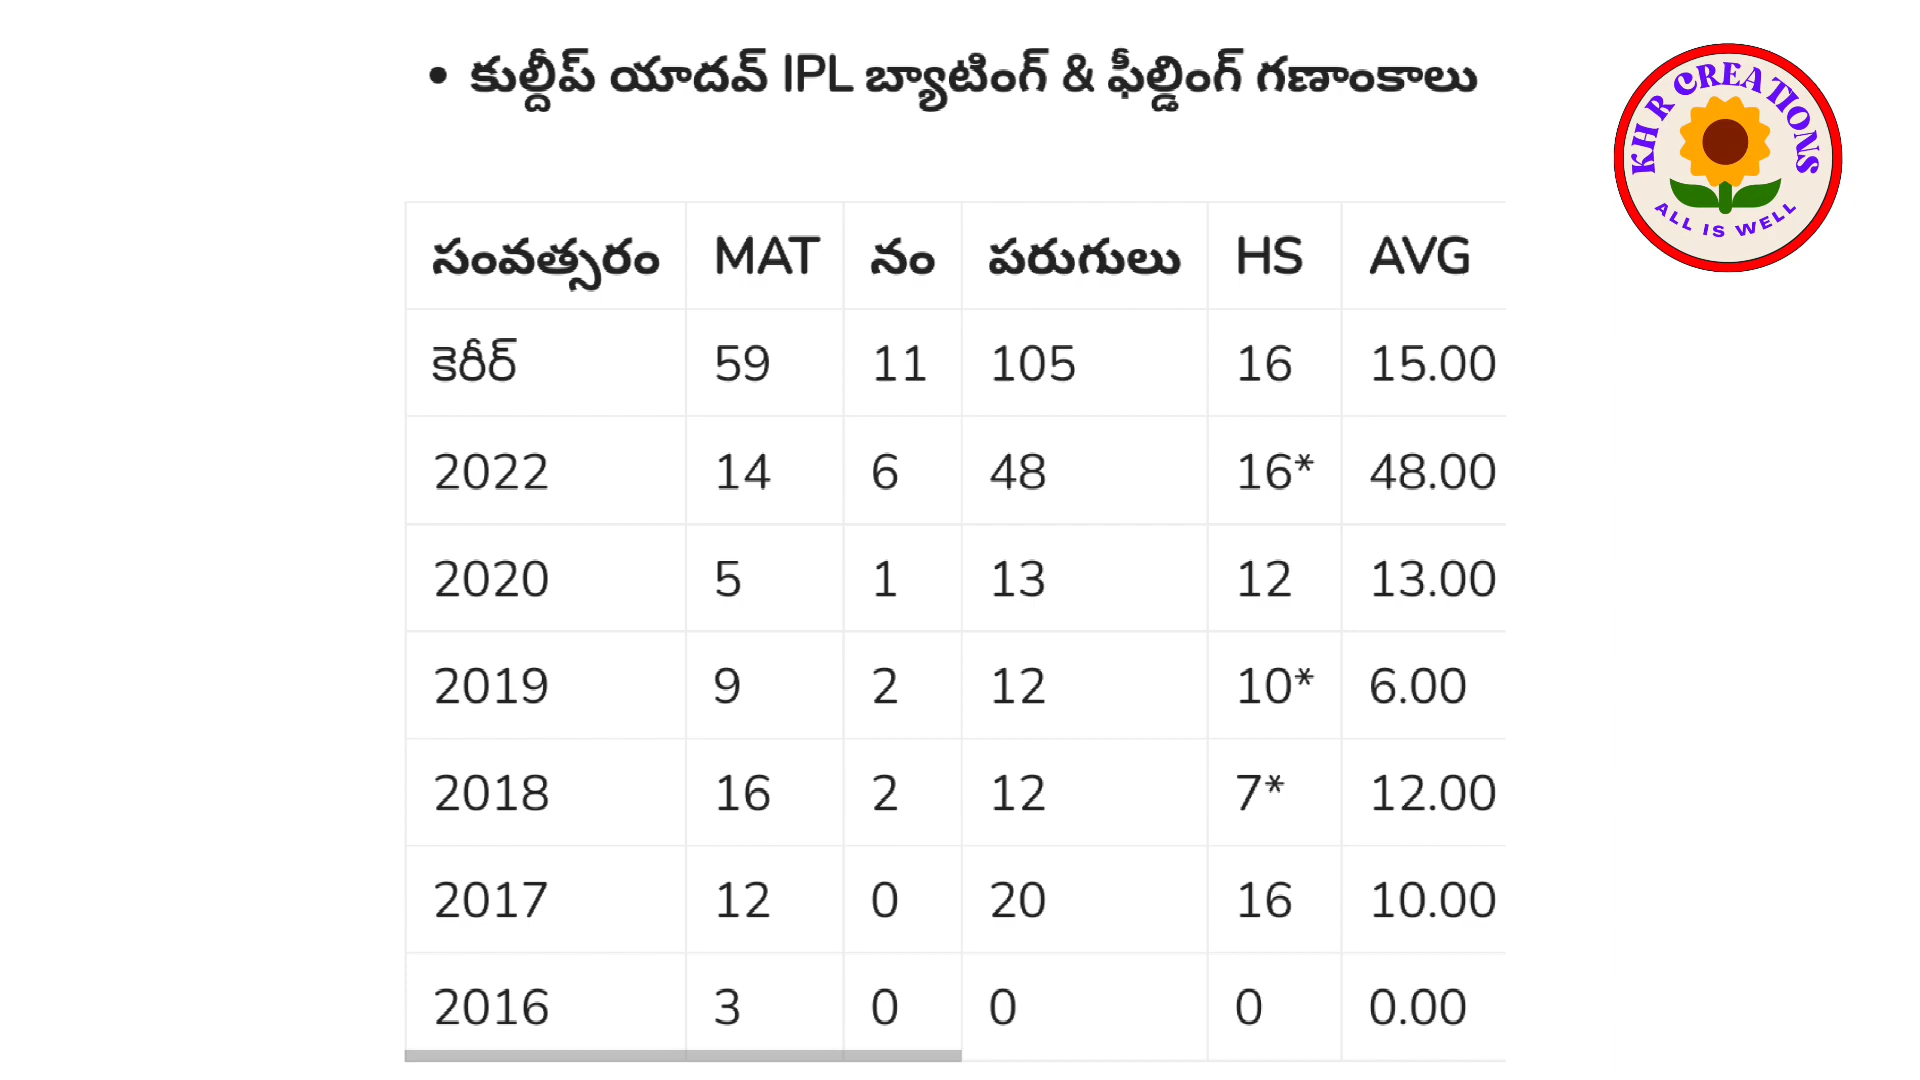 • కుల్దీప్ యాదవ్ IPL బ్యాటింగ్ & ఫీల్డింగ్ గణాంకాలు
KH R CREATIONS
ALL IS WELL
సంవత్సరం MAT నం పరుగులు HS AVG
కెరీర్ 59 11 105 16 15.00
2022 14 6 48 16* 48.00
2020 5 1 13 12 13.00
2019 9 2 12 10* 6.00
2018 16 2 12 7* 12.00
2017 12 0 20 16 10.00
2016 3 0 0 0 0.00